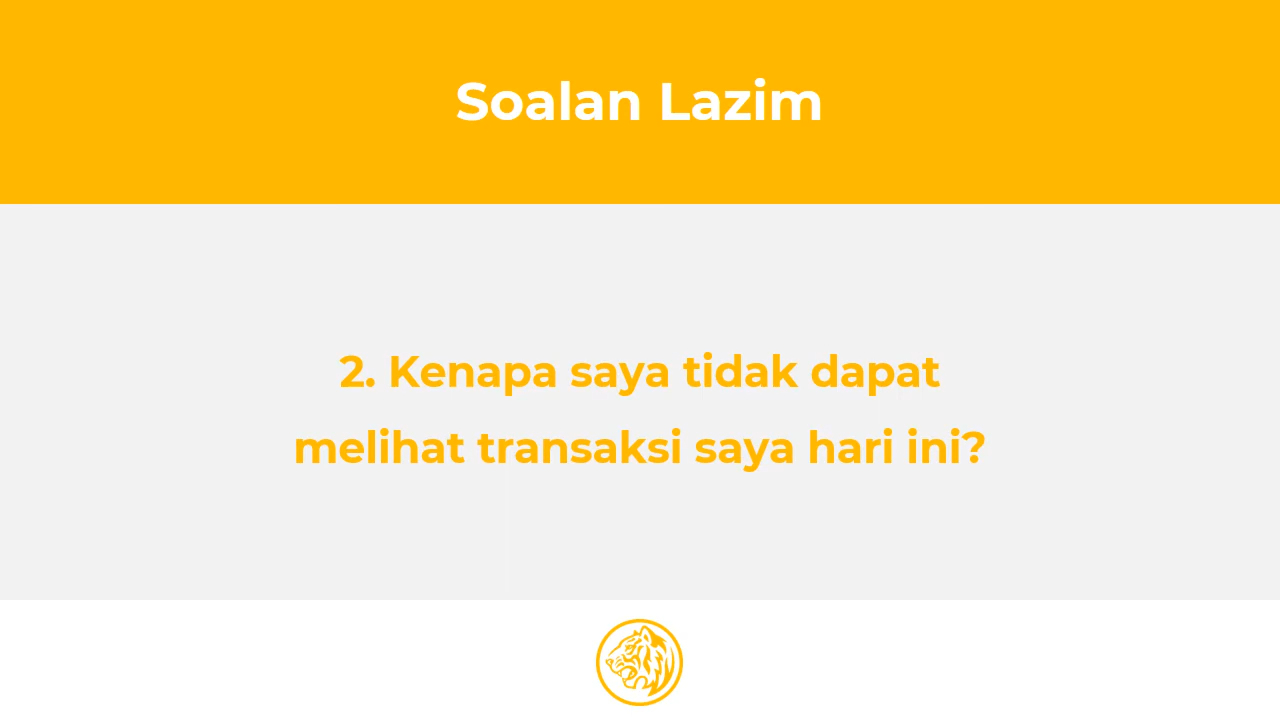 Soalan Lazim
2. Kenapa saya tidak dapat
melihat transaksi saya hari ini?